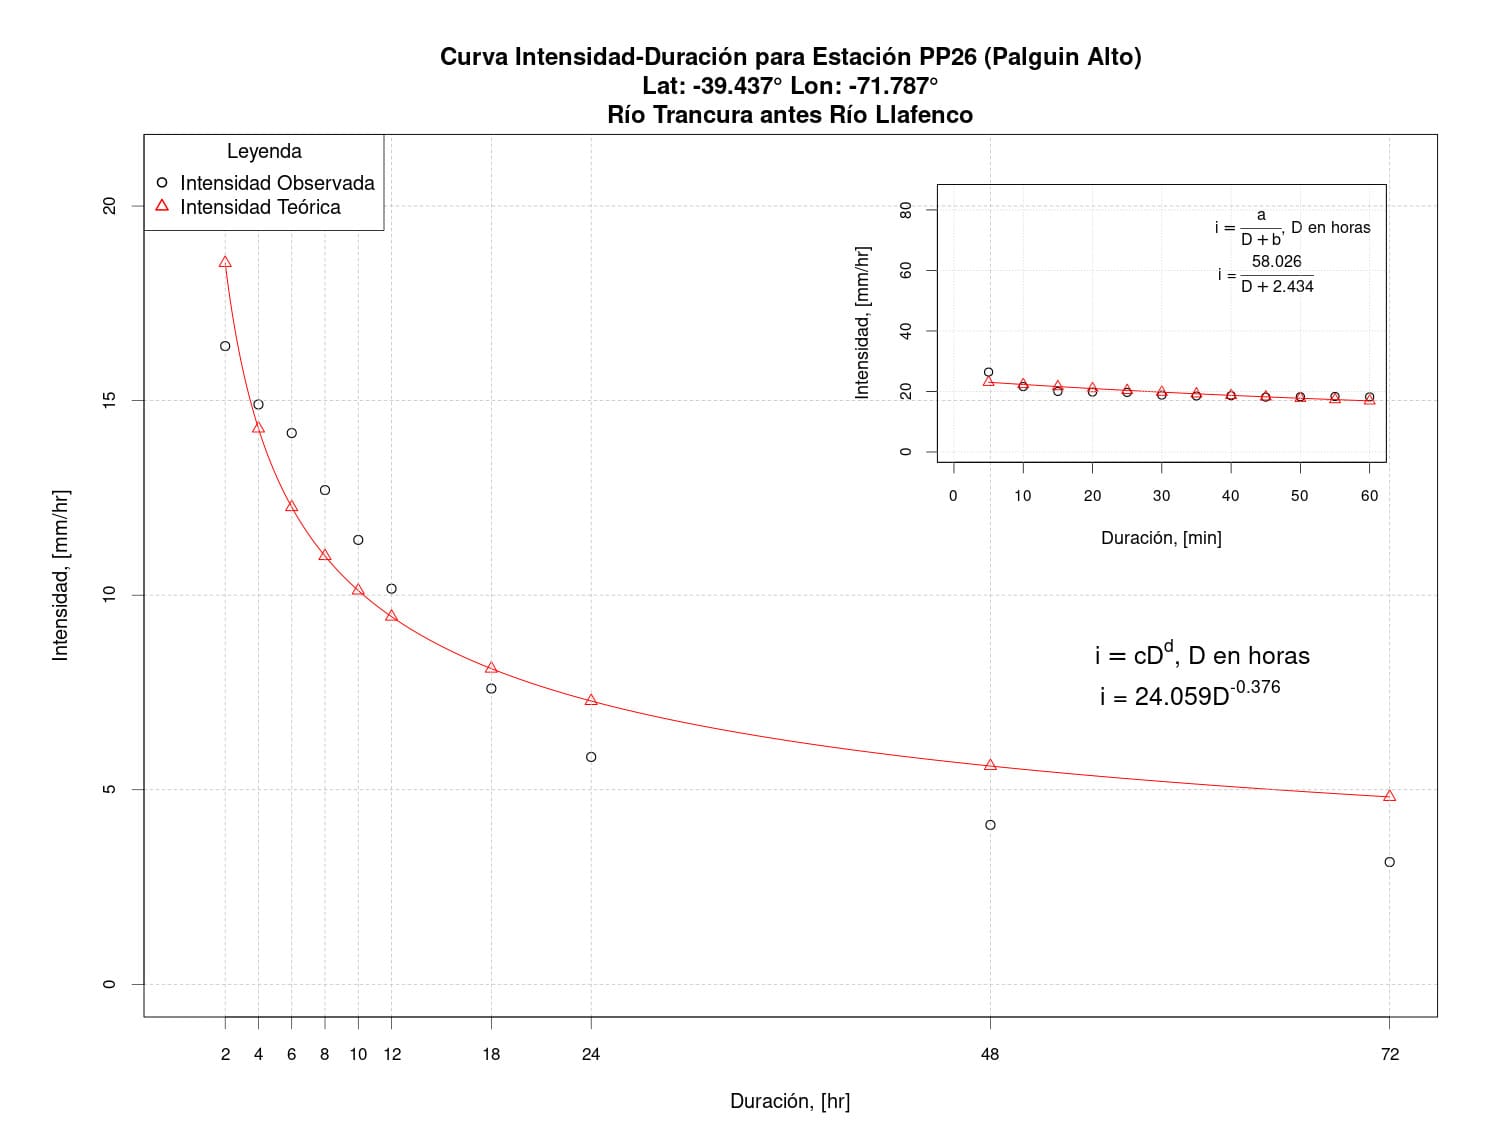 Curva Intensidad-Duración para Estación PP26 (Palguin Alto)
Lat: -39.437° Lon: -71.787°
Río Trancura antes Río Llafenco
Leyenda
Intensidad Observada
Intensidad Teórica
Intensidad, [mm/hr]
20
15
10
5
0
2 4 6 8 10 12 18 24 48 72
Duración, [hr]
Intensidad, [mm/hr]
80
60
40
20
0
0 10 20 30 40 50 60
Duración, [min]
i = a / D + b, D en horas
i = 58.026 / D + 2.434
i = cD^d, D en horas
i = 24.059D^-0.376